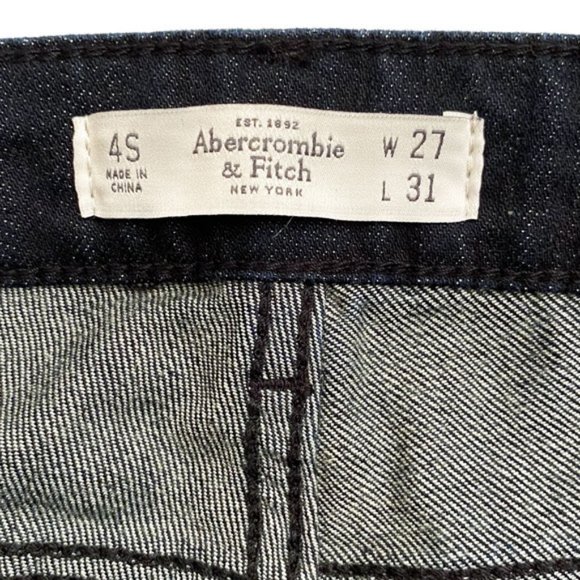 4S
MADE IN
CHINA
EST. 1892
Abercrombie
& Fitch
NEW YORK
W 27
L 31